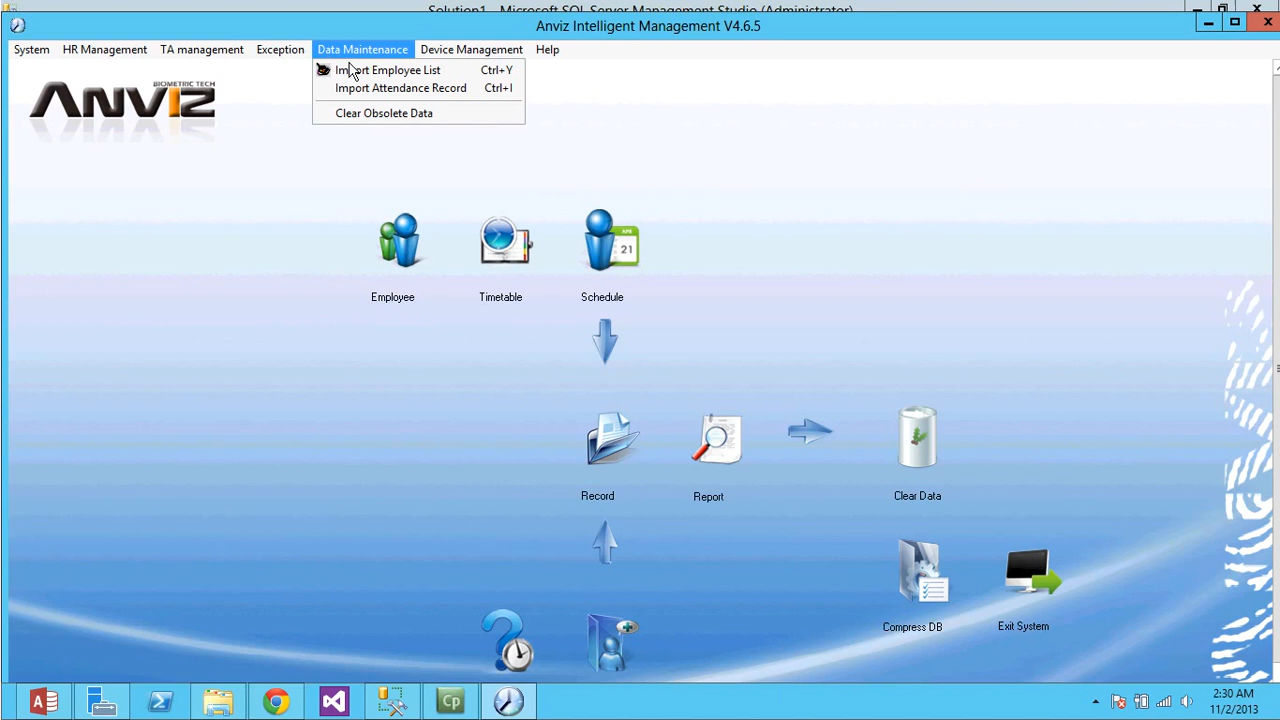 Solution1 - Microsoft SQL Server Management Studio (Administrator)
Anviz Intelligent Management V4.6.5
System HR Management TA management Exception Data Maintenance Device Management Help
Import Employee List Ctrl+Y
Import Attendance Record Ctrl+I
Clear Obsolete Data
BIOMETRIC TECH
ANVIZ
APR
21
Employee Timetable Schedule
Record Report Clear Data
Compress DB Exit System
Cp
2:30 AM
11/2/2013